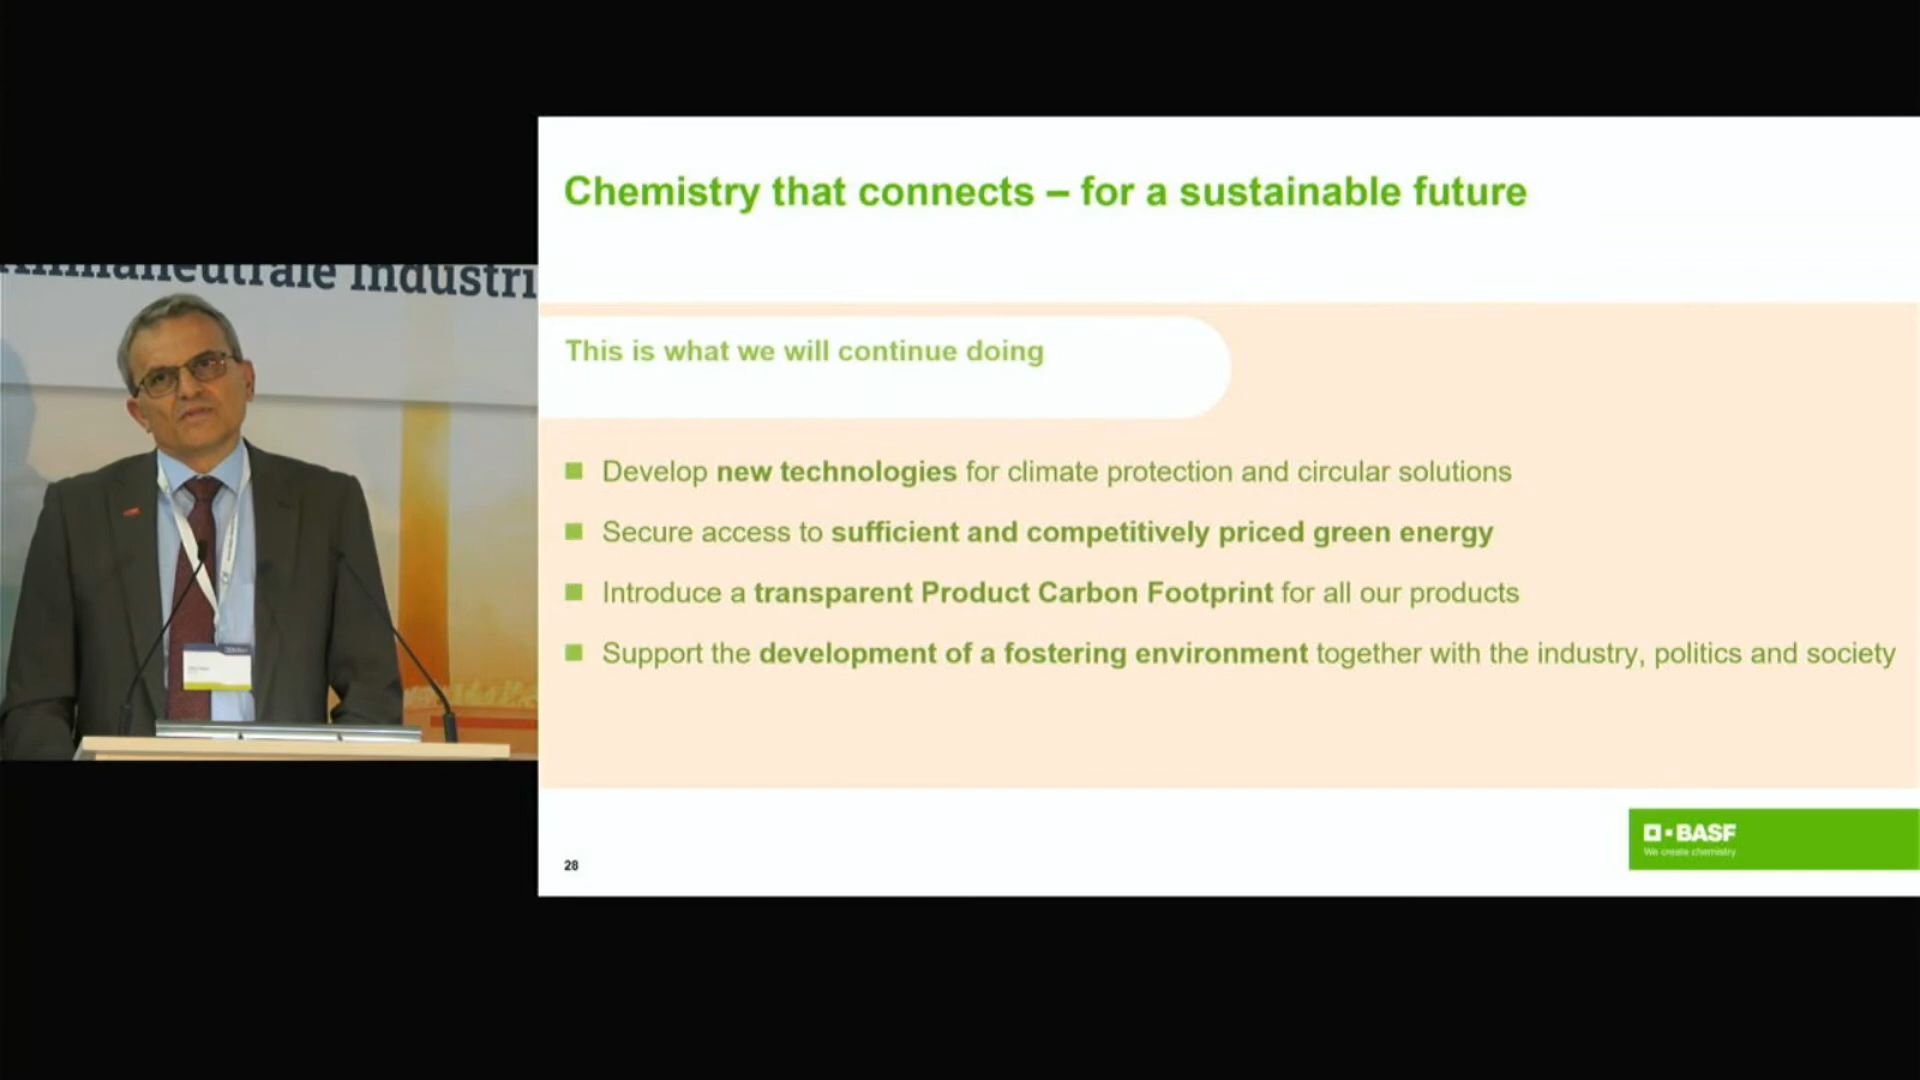 neutrale Industri
Chemistry that connects – for a sustainable future
This is what we will continue doing
Develop new technologies for climate protection and circular solutions
Secure access to sufficient and competitively priced green energy
Introduce a transparent Product Carbon Footprint for all our products
Support the development of a fostering environment together with the industry, politics and society
BASF
We create chemistry
28